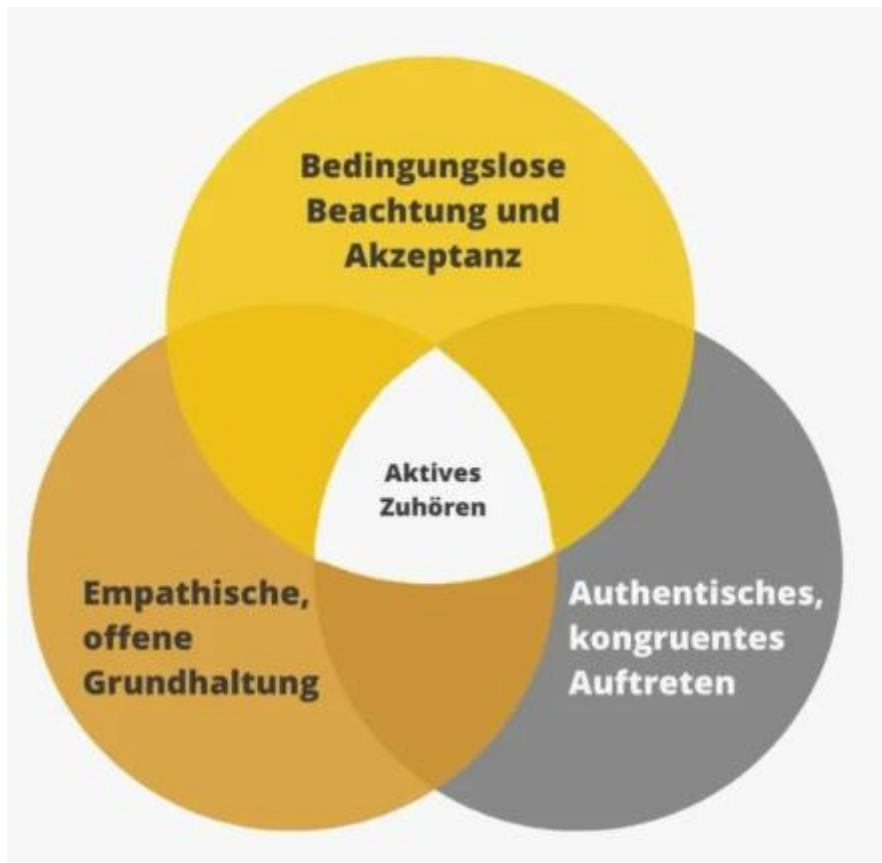 Bedingungslose
Beachtung und
Akzeptanz
Aktives
Zuhören
Empathische,
offene
Grundhaltung
Authentisches,
kongruentes
Auftreten